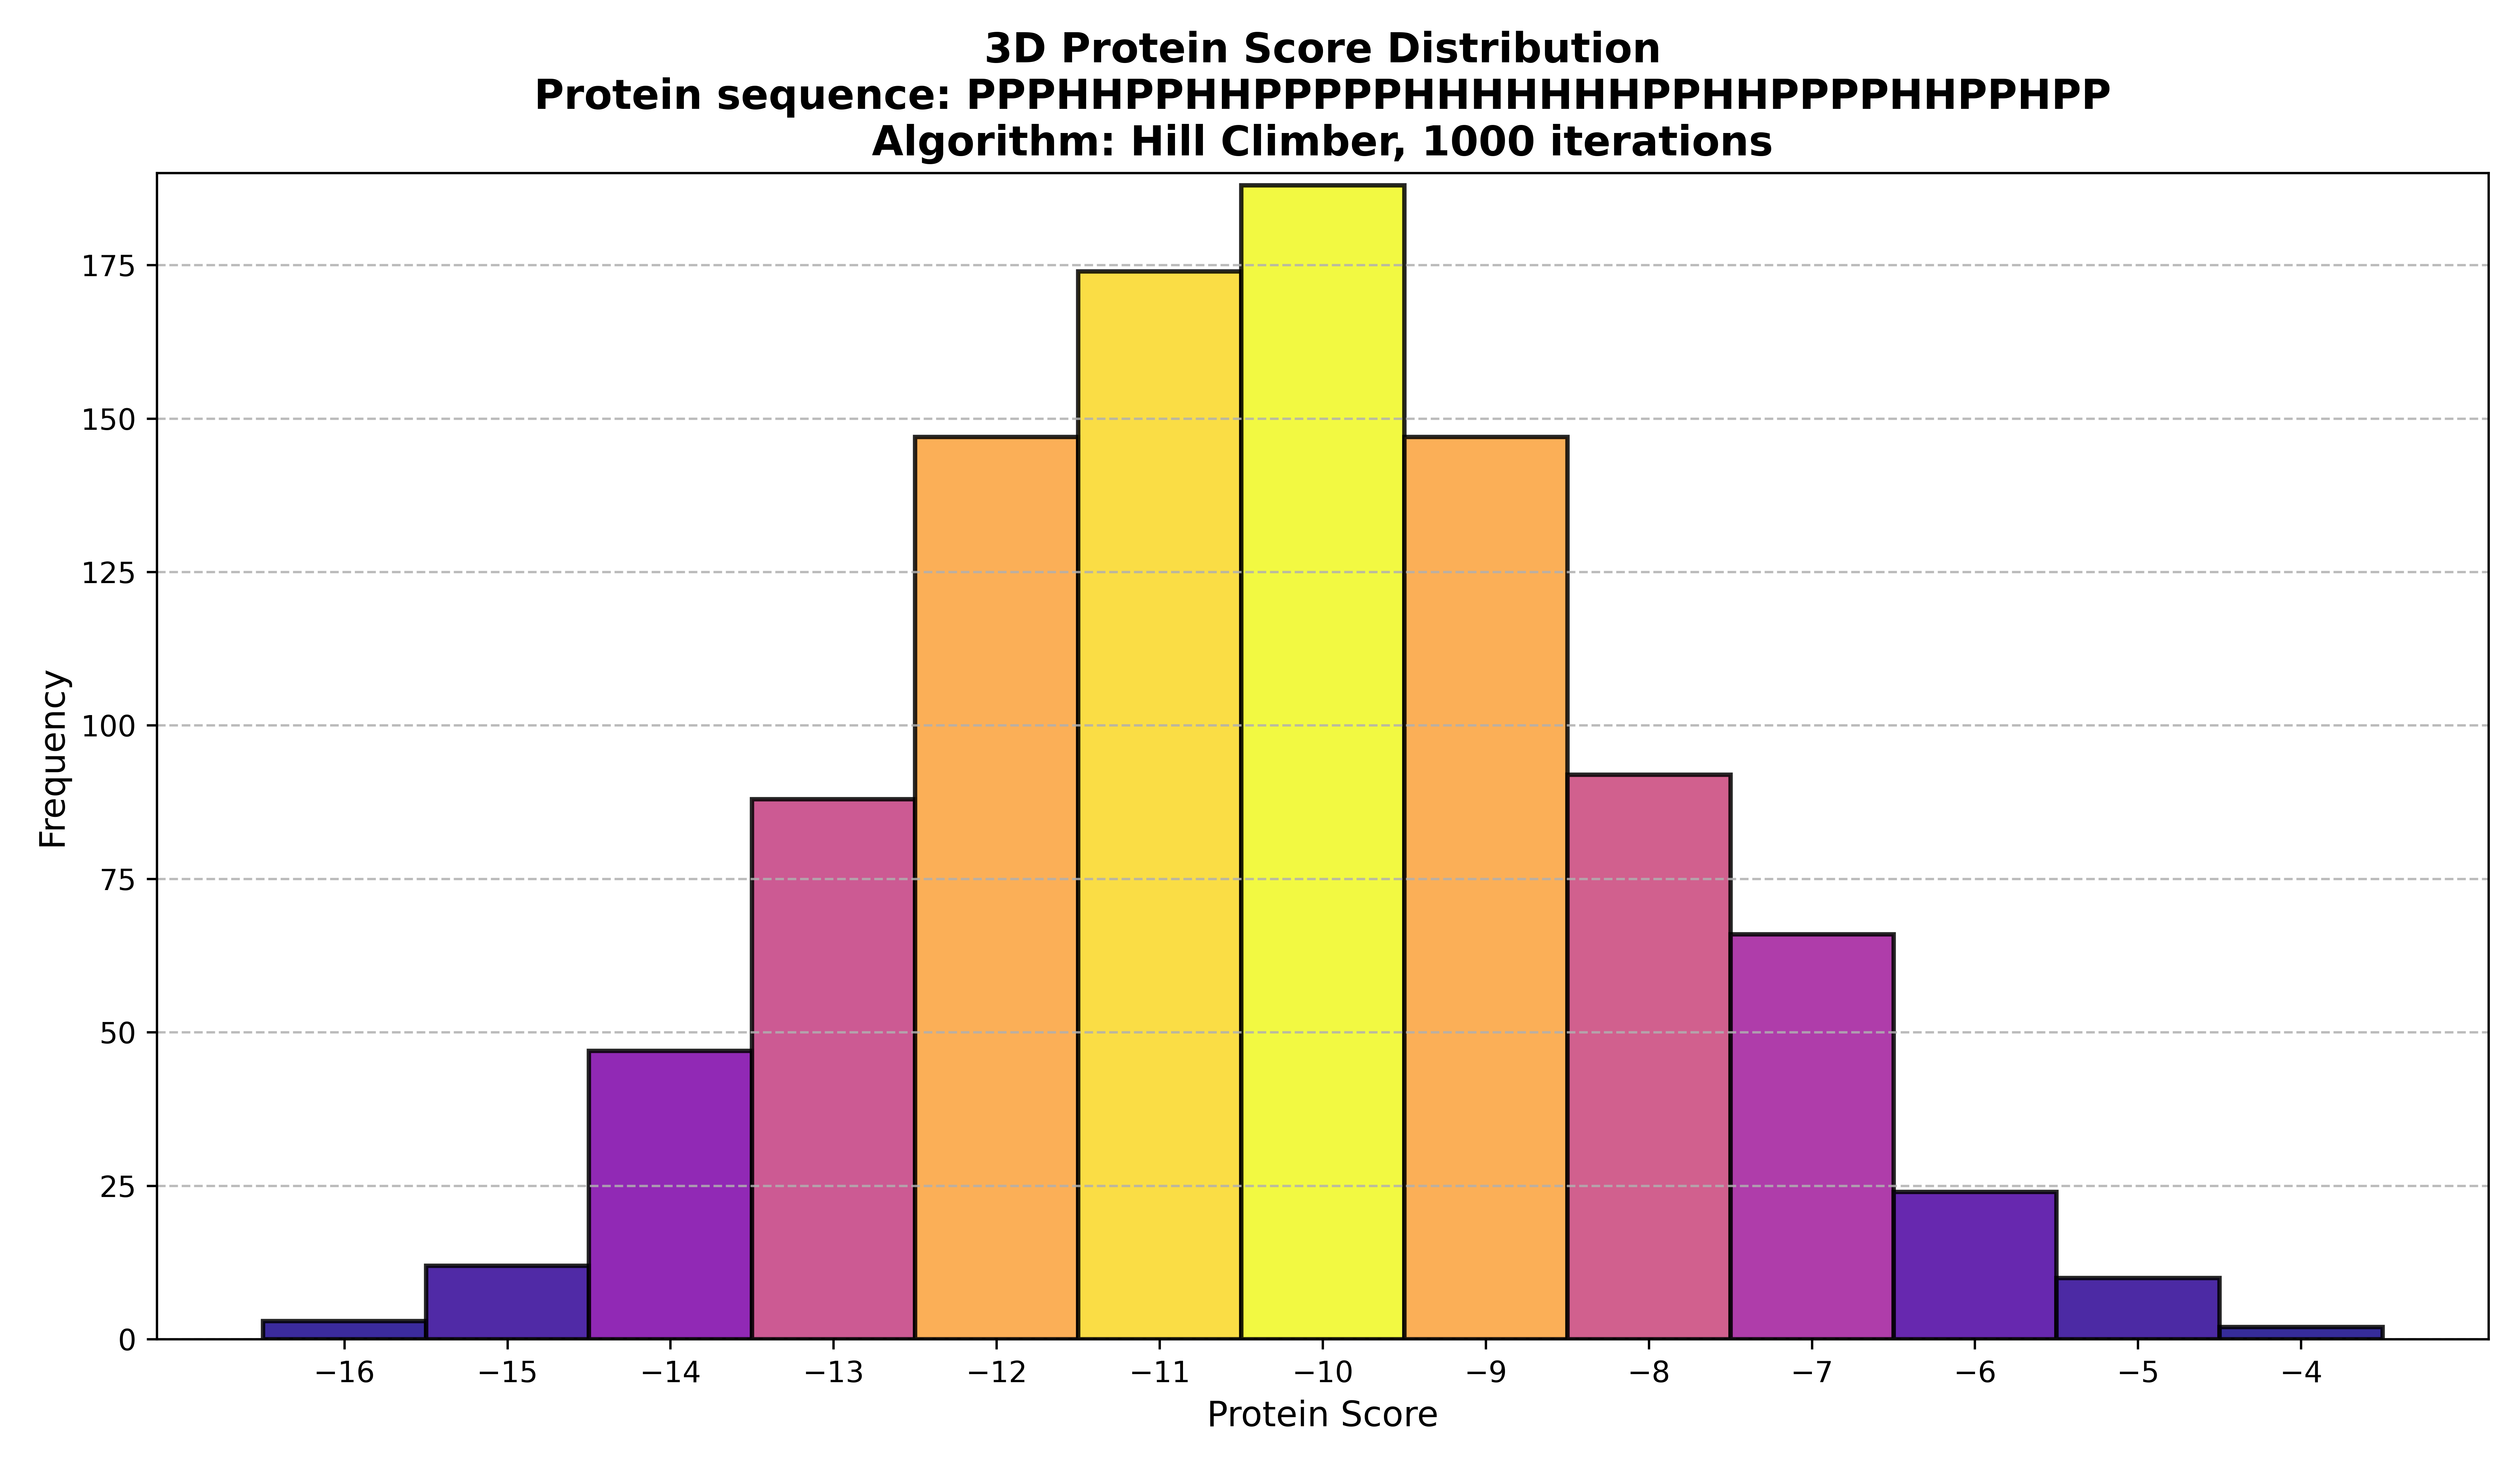 3D Protein Score Distribution
Protein sequence: PPPHHPPHHPPPPPHHHHHHHPPHHPPPPHHPPHPP
Algorithm: Hill Climber, 1000 iterations
175
150
125
100
75
50
25
0
Frequency
−16 −15 −14 −13 −12 −11 −10 −9 −8 −7 −6 −5 −4
Protein Score